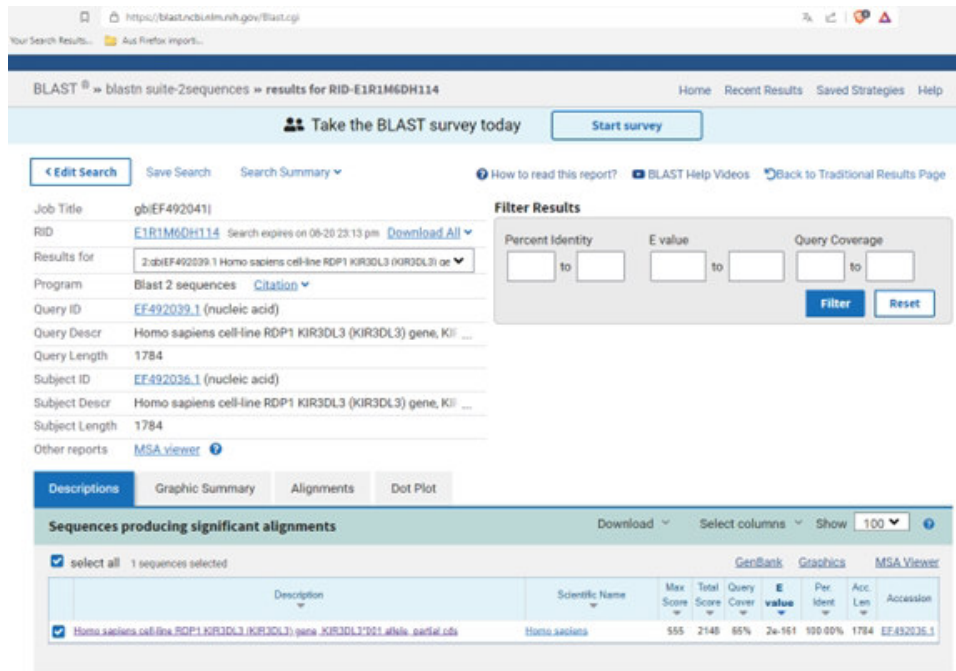 https://blast.ncbi.nlm.nih.gov/Blast.cgi
Your Search Results... Aus Firefox importi...
BLAST ® » blastn suite-2sequences » results for RID-E1R1M6DH114 Home Recent Results Saved Strategies Help
Take the BLAST survey today Start survey
< Edit Search Save Search Search Summary How to read this report? BLAST Help Videos Back to Traditional Results Page
Job Title gb|EF492041| Filter Results
RID E1R1M6DH114 Search expires on 08-20 23:13 pm Download All
Percent Identity E value Query Coverage
Results for 2:gb|EF492039.1 Homo sapiens cell-line RDP1 KIR3DL3 (KIR3DL3) ge
to to to
Program Blast 2 sequences Citation
Query ID EF492039.1 (nucleic acid) Filter Reset
Query Descr Homo sapiens cell-line RDP1 KIR3DL3 (KIR3DL3) gene, KIF ...
Query Length 1784
Subject ID EF492036.1 (nucleic acid)
Subject Descr Homo sapiens cell-line RDP1 KIR3DL3 (KIR3DL3) gene, KII ...
Subject Length 1784
Other reports MSA viewer ?
Descriptions Graphic Summary Alignments Dot Plot
Sequences producing significant alignments Download Select columns Show 100 ?
select all 1 sequences selected GenBank Graphics MSA Viewer
Description Scientific Name Max Score Total Score Query Cover E value Per. Ident Acc. Len Accession
Homo sapiens cell-line RDP1 KIR3DL3 (KIR3DL3) gene, KIR3DL3*001 allele, partial cds Homo sapiens 555 2148 65% 2e-161 100.00% 1784 EF492036.1